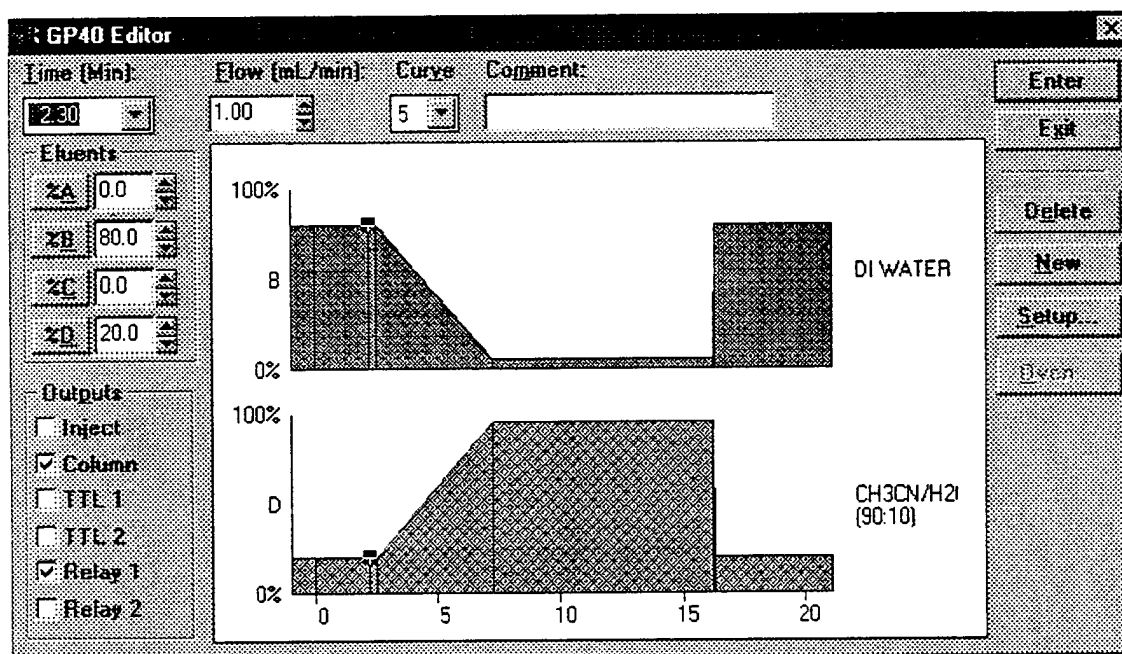 GP40 Editor
Time (Min): Flow (mL/min): Curve Comment:
2.30 1.00 5
Enter
Exit
Delete
New
Setup...
Oven...
Eluents
%A 0.0
%B 80.0
%C 0.0
%D 20.0
Outputs
Inject
Column
TTL 1
TTL 2
Relay 1
Relay 2
100%
B
0%
DI WATER
100%
D
0%
CH3CN/H2(
(90:10)
0 5 10 15 20